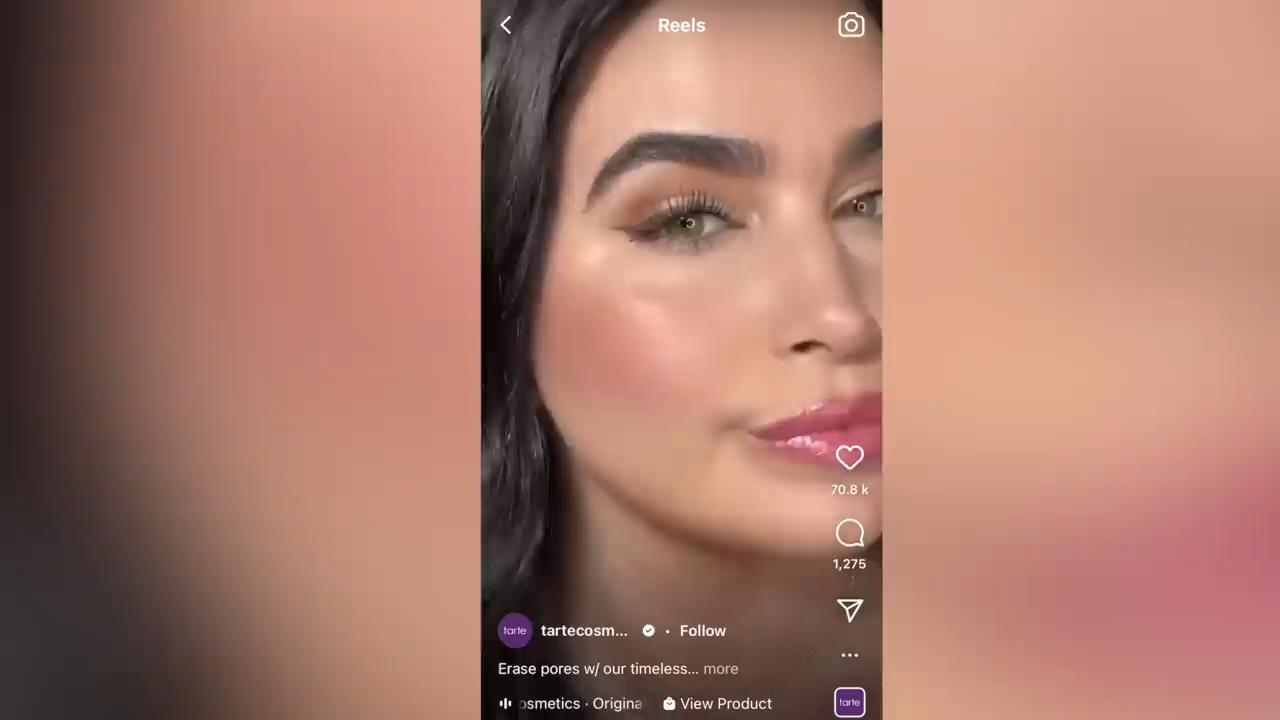 Reels
70.8 k
1,275
tarte tartecosm... • Follow
Erase pores w/ our timeless... more
osmetics · Origina View Product
tarte